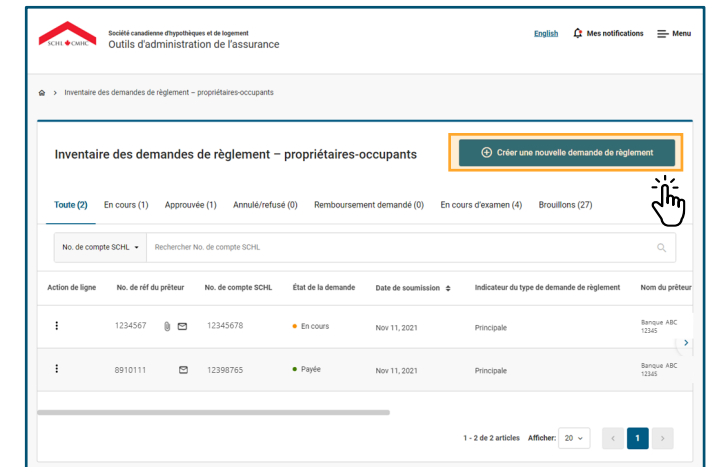 SCHL CMHC
Société canadienne d'hypothèques et de logement
Outils d'administration de l'assurance
English Mes notifications Menu
> Inventaire des demandes de règlement – propriétaires-occupants
Inventaire des demandes de règlement – propriétaires-occupants
Créer une nouvelle demande de règlement
Toute (2) En cours (1) Approuvée (1) Annulé/refusé (0) Remboursement demandé (0) En cours d'examen (4) Brouillons (27)
No. de compte SCHL Rechercher No. de compte SCHL
Action de ligne No. de réf du prêteur No. de compte SCHL État de la demande Date de soumission Indicateur du type de demande de règlement Nom du prêteur
1234567 12345678 En cours Nov 11, 2021 Principale Banque ABC
12345
8910111 12398765 Payée Nov 11, 2021 Principale Banque ABC
12345
1 - 2 de 2 articles Afficher: 20 < 1 >